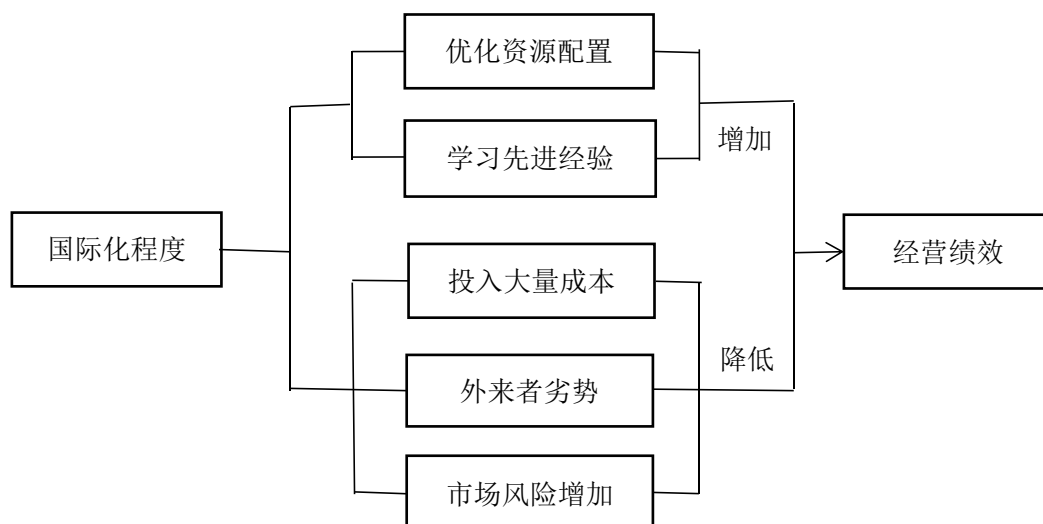 优化资源配置
增加
学习先进经验
国际化程度
经营绩效
投入大量成本
降低
外来者劣势
市场风险增加